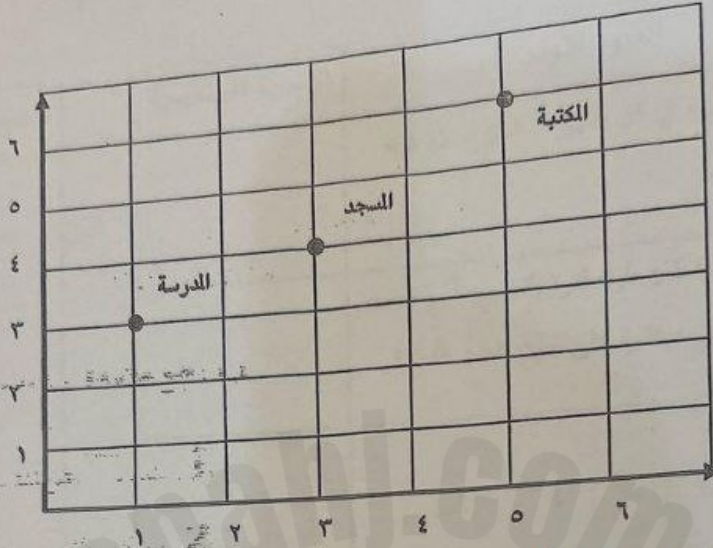 المكتبة
٦
المسجد
٥
المدرسة
٤
٣
٢
١
١ ٢ ٣ ٤ ٥ ٦